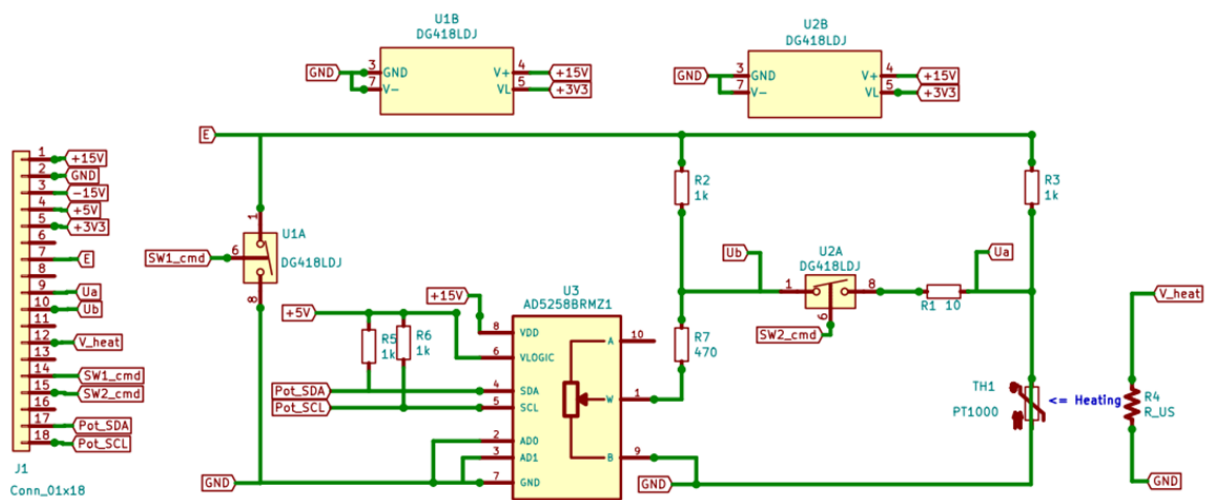 U1B
DG418LDJ
GND
3
GND
7
V-
V+
4
+15V
VL
5
+3V3
U2B
DG418LDJ
GND
3
GND
7
V-
V+
4
+15V
VL
5
+3V3
E
1
+15V
2
GND
3
-15V
4
+5V
5
+3V3
6
7
E
8
9
Ua
10
Ub
11
12
V_heat
13
14
SW1_cmd
15
SW2_cmd
16
17
Pot_SDA
18
Pot_SCL
J1
Conn_01x18
SW1_cmd
6
1
U1A
DG418LDJ
8
R2
1k
R3
1k
Ub
U2A
DG418LDJ
1
8
6
SW2_cmd
R1 10
Ua
V_heat
U3
AD5258BRMZ1
+15V
+5V
R5
1k
R6
1k
Pot_SDA
Pot_SCL
8
VDD
6
VLOGIC
4
SDA
5
SCL
2
AD0
3
AD1
7
GND
A
10
W
1
B
9
R7
470
TH1
PT1000
<= Heating
R4
R_US
GND
GND
GND